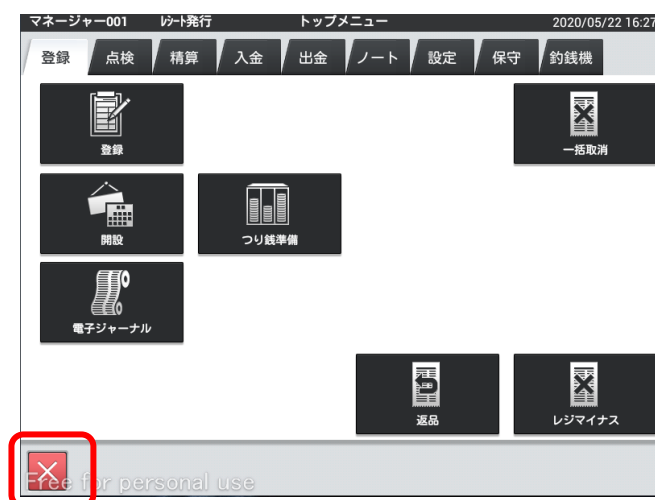 マネージャー001 ﾚｼｰﾄ発行 トップメニュー 2020/05/22 16:27
登録 点検 精算 入金 出金 ノート 設定 保守 釣銭機
登録 一括取消
開設 つり銭準備
電子ジャーナル
返品 レジマイナス
Free for personal use